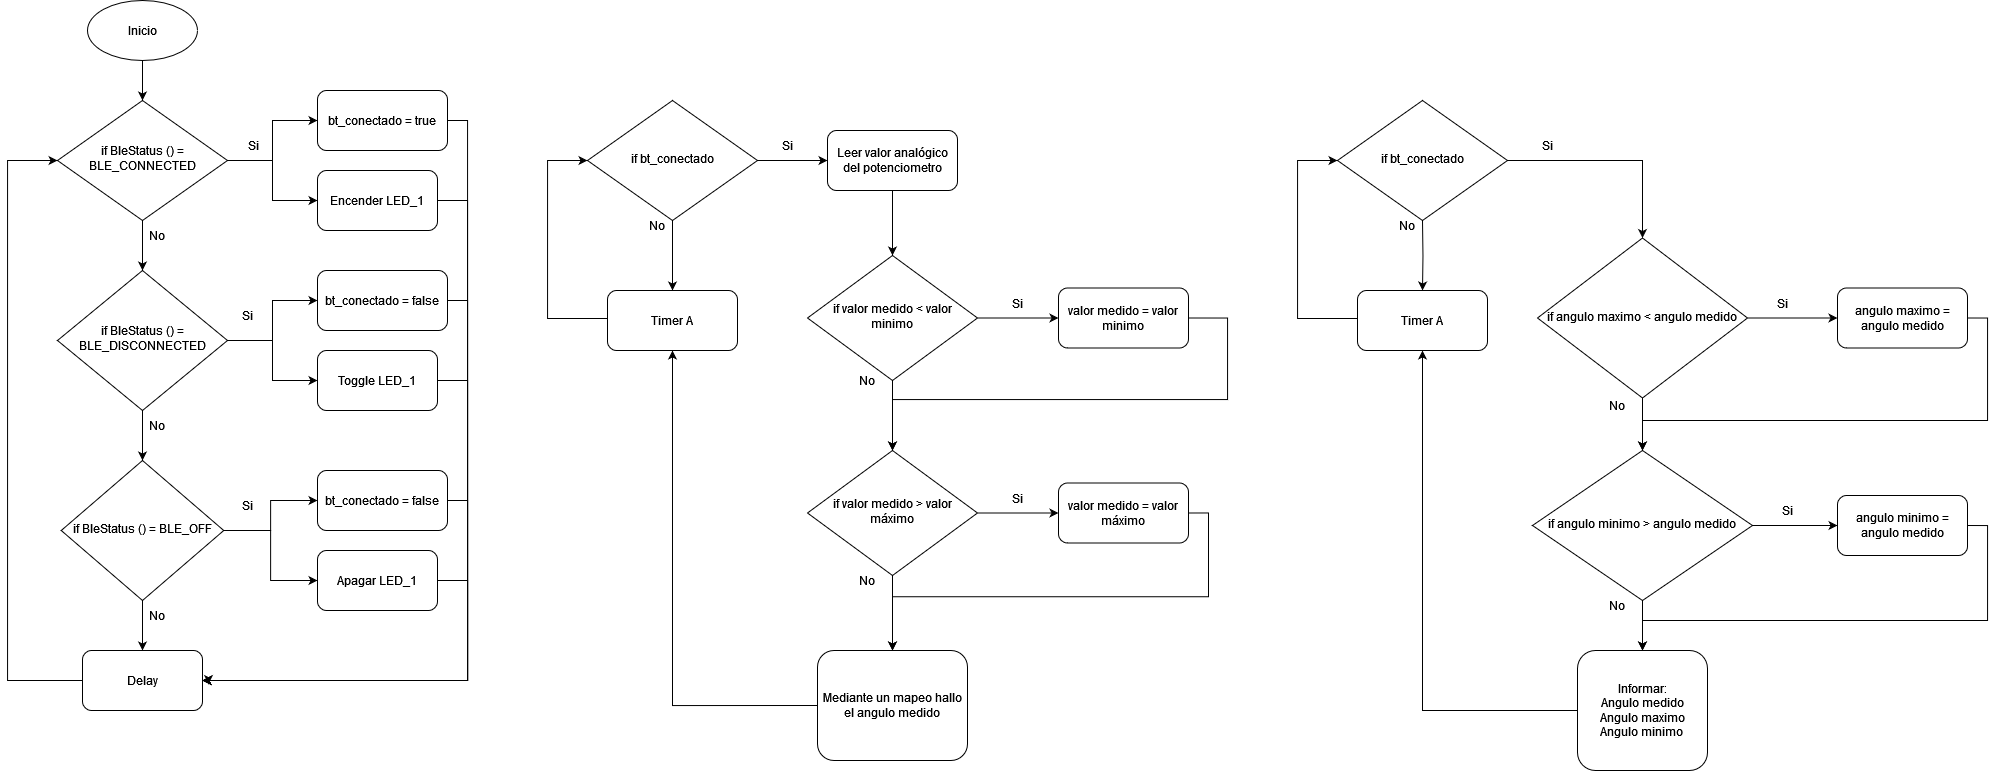 Inicio
if BleStatus () =
BLE_CONNECTED
Si
bt_conectado = true
Encender LED_1
No
if BleStatus () =
BLE_DISCONNECTED
Si
bt_conectado = false
Toggle LED_1
No
if BleStatus () = BLE_OFF
Si
bt_conectado = false
Apagar LED_1
No
Delay
if bt_conectado
Si
Leer valor analógico
del potenciometro
No
Timer A
if valor medido < valor
minimo
Si
valor medido = valor
minimo
No
if valor medido > valor
máximo
Si
valor medido = valor
máximo
No
Mediante un mapeo hallo
el angulo medido
if bt_conectado
Si
No
Timer A
if angulo maximo < angulo medido
Si
angulo maximo =
angulo medido
No
if angulo minimo > angulo medido
Si
angulo minimo =
angulo medido
No
Informar:
Angulo medido
Angulo maximo
Angulo minimo